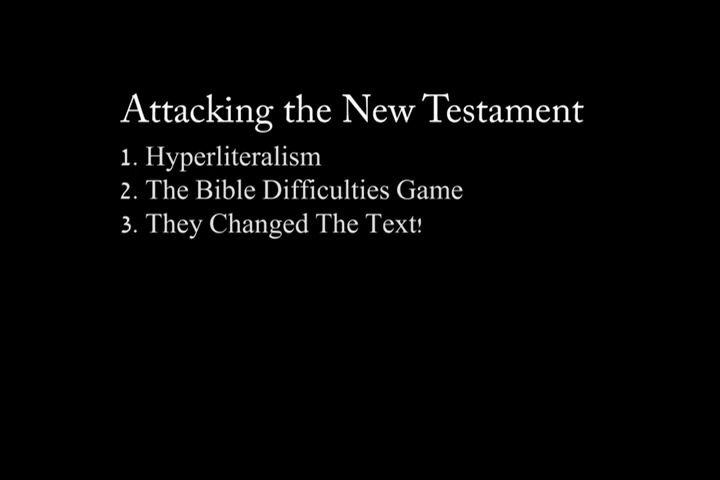 Attacking the New Testament
1. Hyperliteralism
2. The Bible Difficulties Game
3. They Changed The Text!